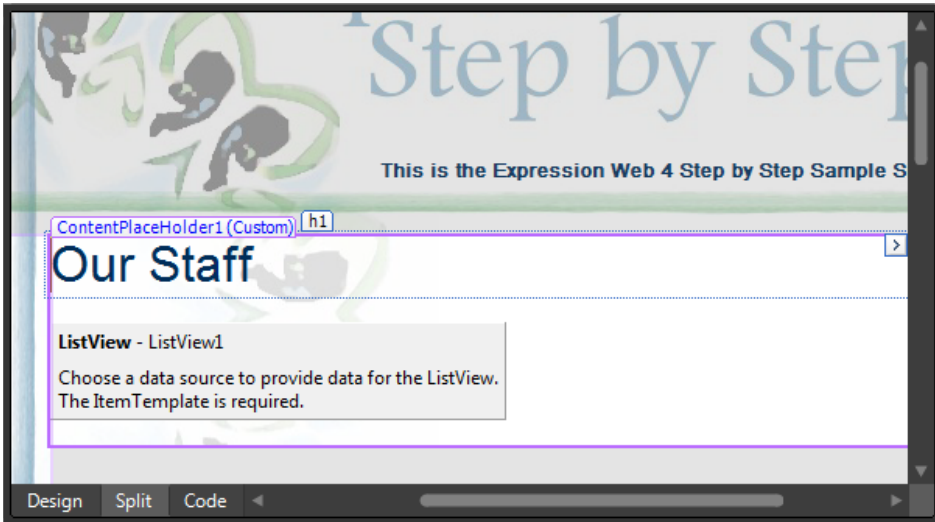 Step by Step
This is the Expression Web 4 Step by Step Sample S
ContentPlaceHolder1 (Custom) h1
Our Staff
ListView - ListView1
Choose a data source to provide data for the ListView.
The ItemTemplate is required.
Design Split Code